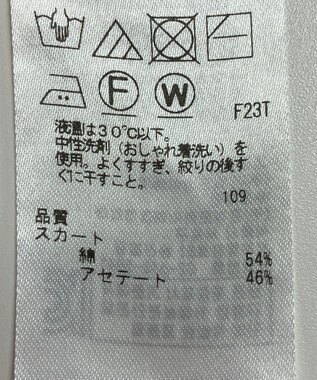 F W
F23T
液温は30℃以下。
中性洗剤（おしゃれ着洗い）を
使用。よくすすぎ、絞りの後す
ぐに干すこと。
109
品質
スカート
綿 54%
アセテート 46%